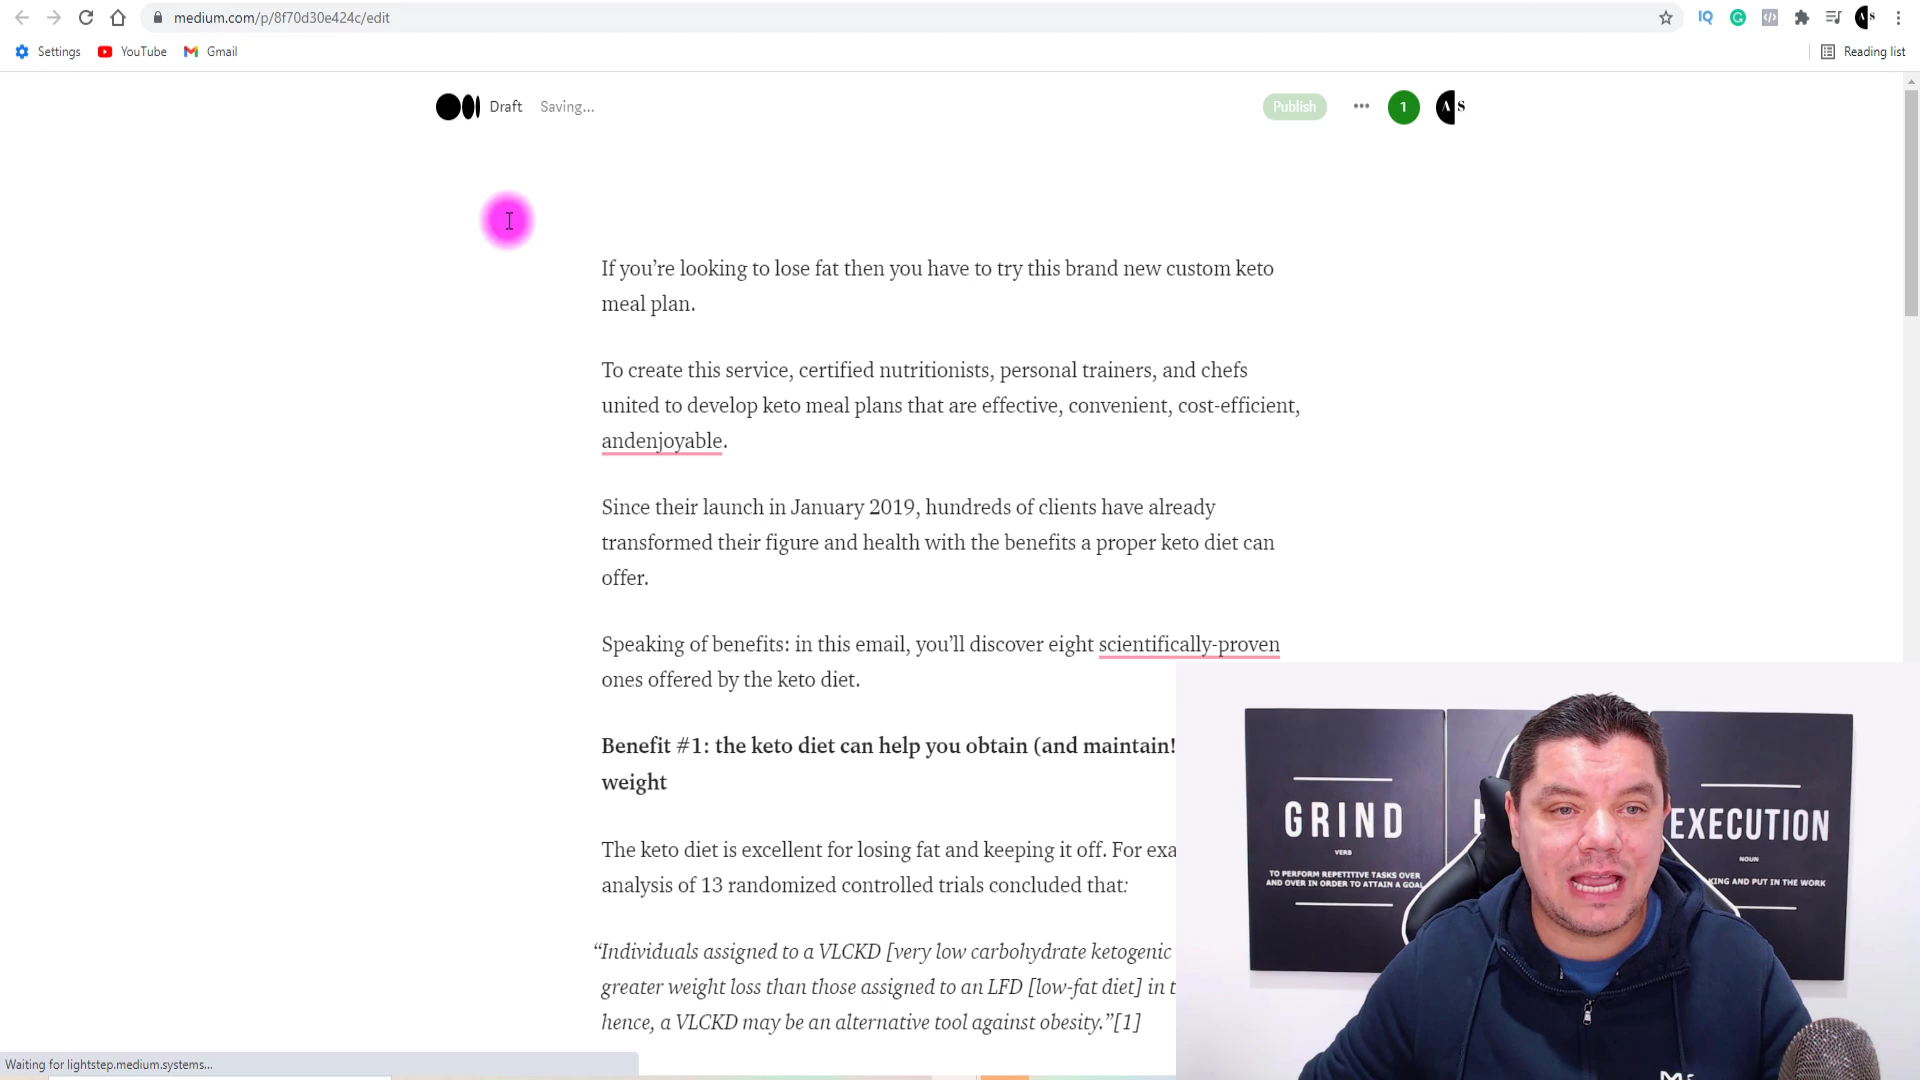 medium.com/p/8f70d30e424c/edit
Settings YouTube Gmail Reading list
Draft Saving... Publish 1 A S
If you're looking to lose fat then you have to try this brand new custom keto
meal plan.
To create this service, certified nutritionists, personal trainers, and chefs
united to develop keto meal plans that are effective, convenient, cost-efficient,
andenjoyable.
Since their launch in January 2019, hundreds of clients have already
transformed their figure and health with the benefits a proper keto diet can
offer.
Speaking of benefits: in this email, you'll discover eight scientifically-proven
ones offered by the keto diet.
Benefit #1: the keto diet can help you obtain (and maintain!
weight
The keto diet is excellent for losing fat and keeping it off. For exa
analysis of 13 randomized controlled trials concluded that:
“Individuals assigned to a VLCKD [very low carbohydrate ketogenic
greater weight loss than those assigned to an LFD [low-fat diet] in t
hence, a VLCKD may be an alternative tool against obesity.”[1]
GRIND
VERB
TO PERFORM REPETITIVE TASKS OVER
AND OVER IN ORDER TO ATTAIN A GOAL
H
EXECUTION
NOUN
KING AND PUT IN THE WORK
Waiting for lightstep.medium.systems...